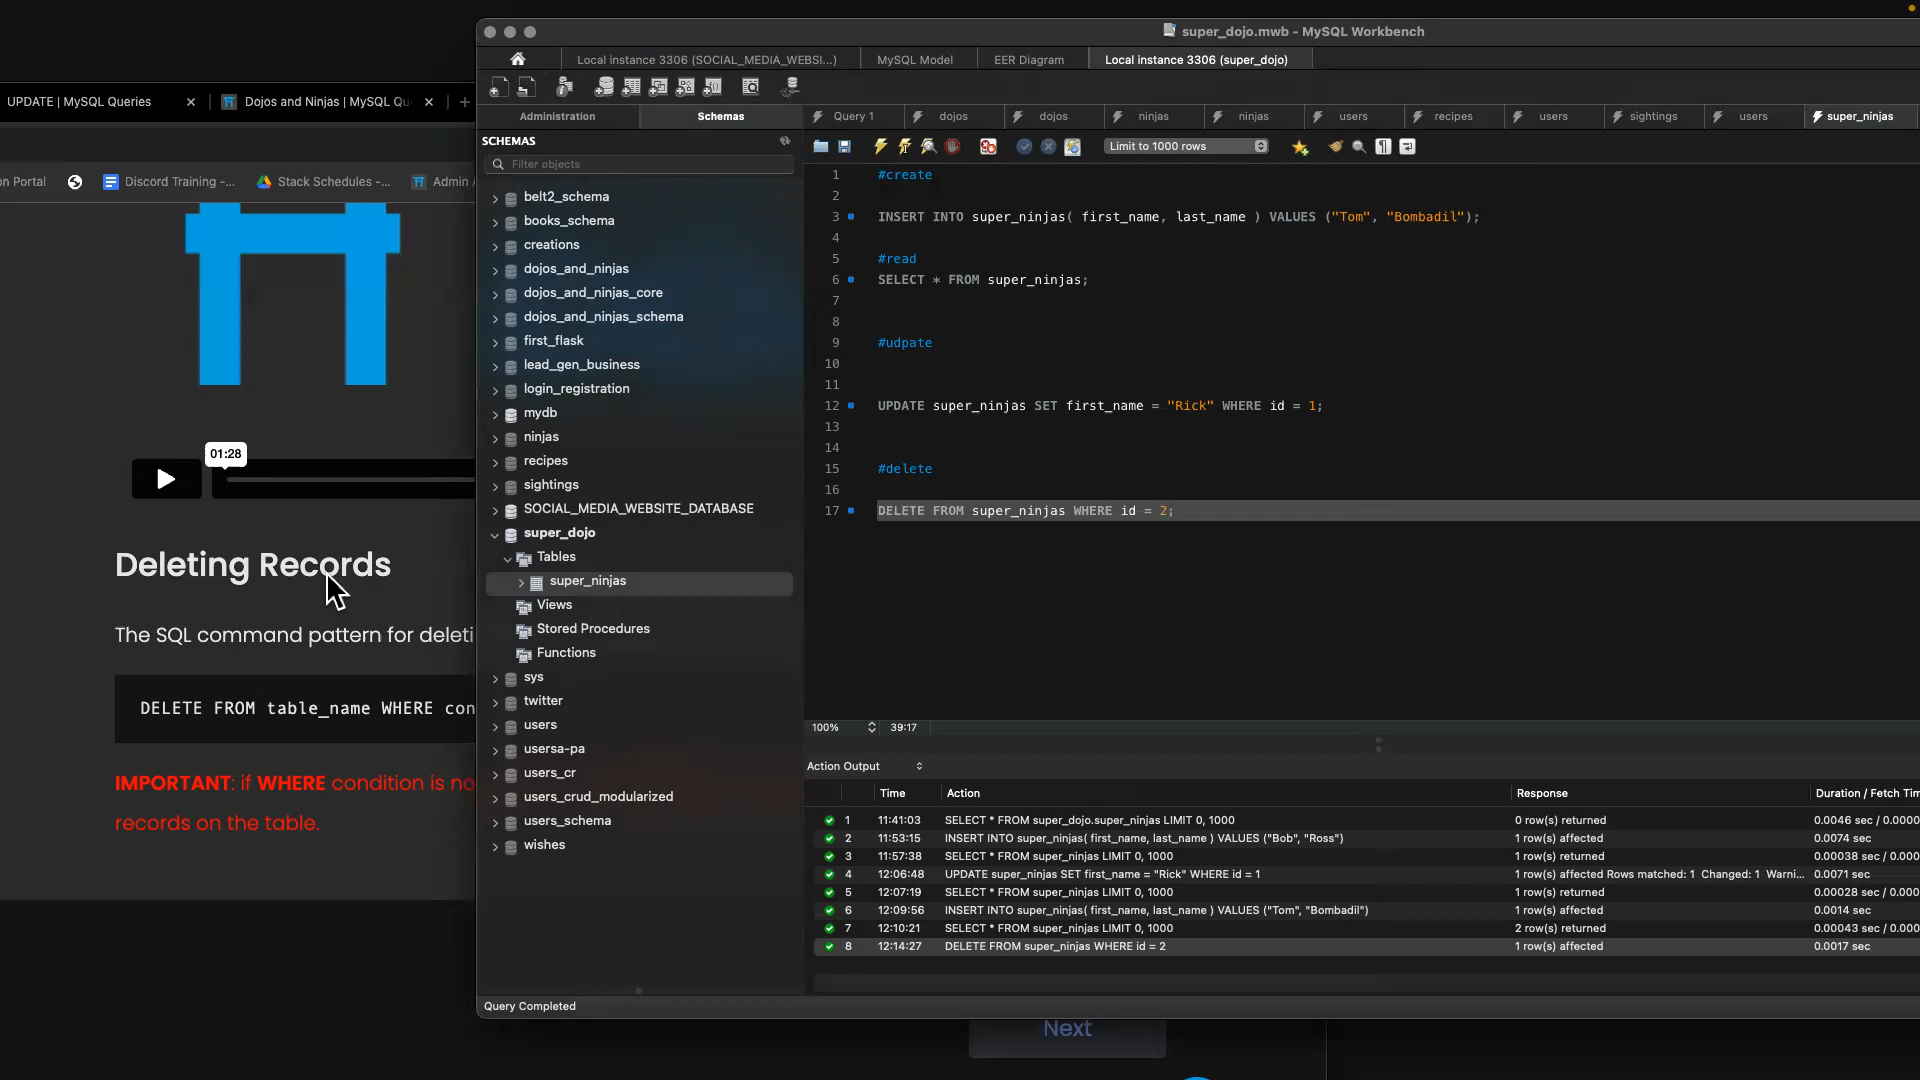 super_dojo.mwb - MySQL Workbench
Local instance 3306 (SOCIAL_MEDIA_WEBSI...)
MySQL Model
EER Diagram
Local instance 3306 (super_dojo)
UPDATE | MySQL Queries
Dojos and Ninjas | MySQL Qu
Administration
Schemas
Query 1
dojos
dojos
ninjas
ninjas
users
recipes
users
sightings
users
super_ninjas
SCHEMAS
Filter objects
Limit to 1000 rows
on Portal
Discord Training -...
Stack Schedules -...
Admin
belt2_schema
books_schema
creations
dojos_and_ninjas
dojos_and_ninjas_core
dojos_and_ninjas_schema
first_flask
lead_gen_business
login_registration
mydb
ninjas
recipes
sightings
SOCIAL_MEDIA_WEBSITE_DATABASE
super_dojo
Tables
super_ninjas
Views
Stored Procedures
Functions
sys
twitter
users
usersa-pa
users_cr
users_crud_modularized
users_schema
wishes
1 #create
2
3 INSERT INTO super_ninjas( first_name, last_name ) VALUES ("Tom", "Bombadil");
4
5 #read
6 SELECT * FROM super_ninjas;
7
8
9 #udpate
10
11
12 UPDATE super_ninjas SET first_name = "Rick" WHERE id = 1;
13
14
15 #delete
16
17 DELETE FROM super_ninjas WHERE id = 2;
01:28
Deleting Records
The SQL command pattern for deleti
DELETE FROM table_name WHERE con
IMPORTANT: if WHERE condition is no
records on the table.
100% 39:17
Action Output
Time Action Response Duration / Fetch Tim
1 11:41:03 SELECT * FROM super_dojo.super_ninjas LIMIT 0, 1000 0 row(s) returned 0.0046 sec / 0.0000
2 11:53:15 INSERT INTO super_ninjas( first_name, last_name ) VALUES ("Bob", "Ross") 1 row(s) affected 0.0074 sec
3 11:57:38 SELECT * FROM super_ninjas LIMIT 0, 1000 1 row(s) returned 0.00038 sec / 0.000
4 12:06:48 UPDATE super_ninjas SET first_name = "Rick" WHERE id = 1 1 row(s) affected Rows matched: 1 Changed: 1 Warni... 0.0071 sec
5 12:07:19 SELECT * FROM super_ninjas LIMIT 0, 1000 1 row(s) returned 0.00028 sec / 0.000
6 12:09:56 INSERT INTO super_ninjas( first_name, last_name ) VALUES ("Tom", "Bombadil") 1 row(s) affected 0.0014 sec
7 12:10:21 SELECT * FROM super_ninjas LIMIT 0, 1000 2 row(s) returned 0.00043 sec / 0.000
8 12:14:27 DELETE FROM super_ninjas WHERE id = 2 1 row(s) affected 0.0017 sec
Query Completed
Next